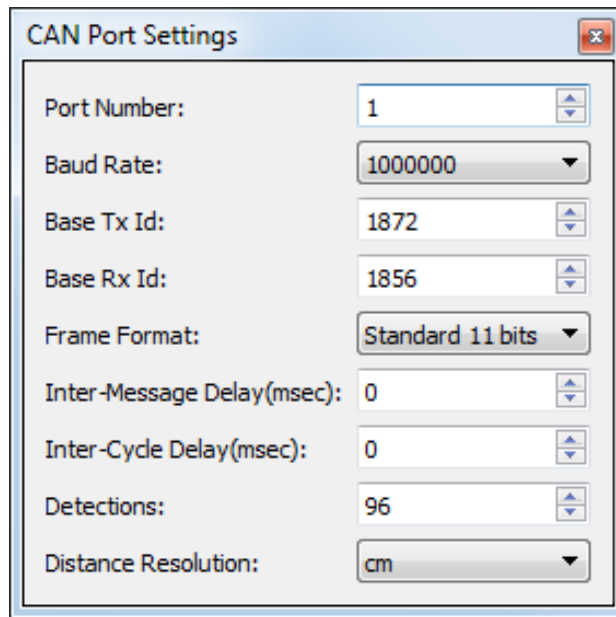 CAN Port Settings
Port Number: 1
Baud Rate: 1000000
Base Tx Id: 1872
Base Rx Id: 1856
Frame Format: Standard 11 bits
Inter-Message Delay(msec): 0
Inter-Cycle Delay(msec): 0
Detections: 96
Distance Resolution: cm